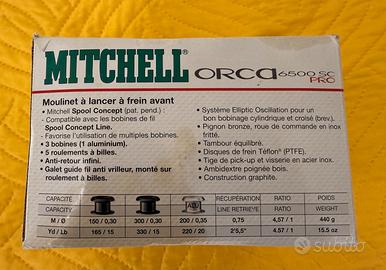 MITCHELL® ORCA 6500 SC
PRO
Moulinet à lancer à frein avant
• Mitchell Spool Concept (pat. pend.) :
- Compatible avec les bobines de fil
Spool Concept Line.
- Favorise l'utilisation de multiples bobines.
• 3 bobines (1 aluminium).
• 5 roulements à billes.
• Anti-retour infini.
• Galet guide fil anti vrilleur, monté sur
roulement à billes.
• Système Elliptic Oscillation pour un
bon bobinage cylindrique et croisé (brev.).
• Pignon bronze, roue de commande en inox
fritté.
• Tambour équilibré.
• Disques de frein Téflon® (PTFE).
• Tige de pick-up et visserie en acier inox.
• Ambidextre poignée bois.
• Construction graphite.
CAPACITÉ RÉCUPÉRATION RATIO POIDS
CAPACITY ALU LINE RETRIEVE RATIO WEIGHT
M / Ø 150 / 0,30 300 / 0,30 200 / 0,35 0,75 4,57 / 1 440 g
Yd / Lb 165 / 15 330 / 15 220 / 20 2'5,5" 4,57 / 1 15.5 oz
subito